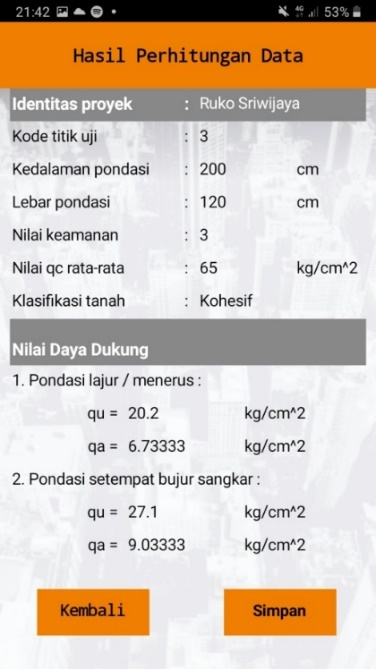 21:42 4G 53%
Hasil Perhitungan Data
Identitas proyek : Ruko Sriwijaya
Kode titik uji : 3
Kedalaman pondasi : 200 cm
Lebar pondasi : 120 cm
Nilai keamanan : 3
Nilai qc rata-rata : 65 kg/cm^2
Klasifikasi tanah : Kohesif
Nilai Daya Dukung
1. Pondasi lajur / menerus :
qu = 20.2 kg/cm^2
qa = 6.73333 kg/cm^2
2. Pondasi setempat bujur sangkar :
qu = 27.1 kg/cm^2
qa = 9.03333 kg/cm^2
Kembali Simpan